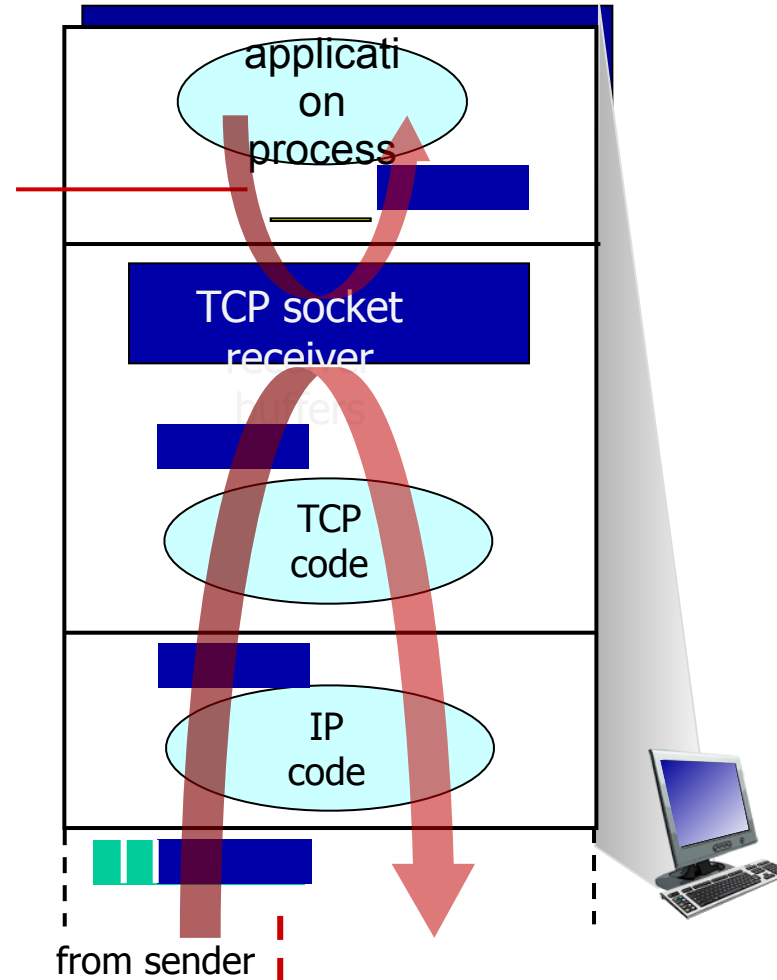 applicati
on
process
TCP socket
receiver
buffers
TCP
code
IP
code
from sender